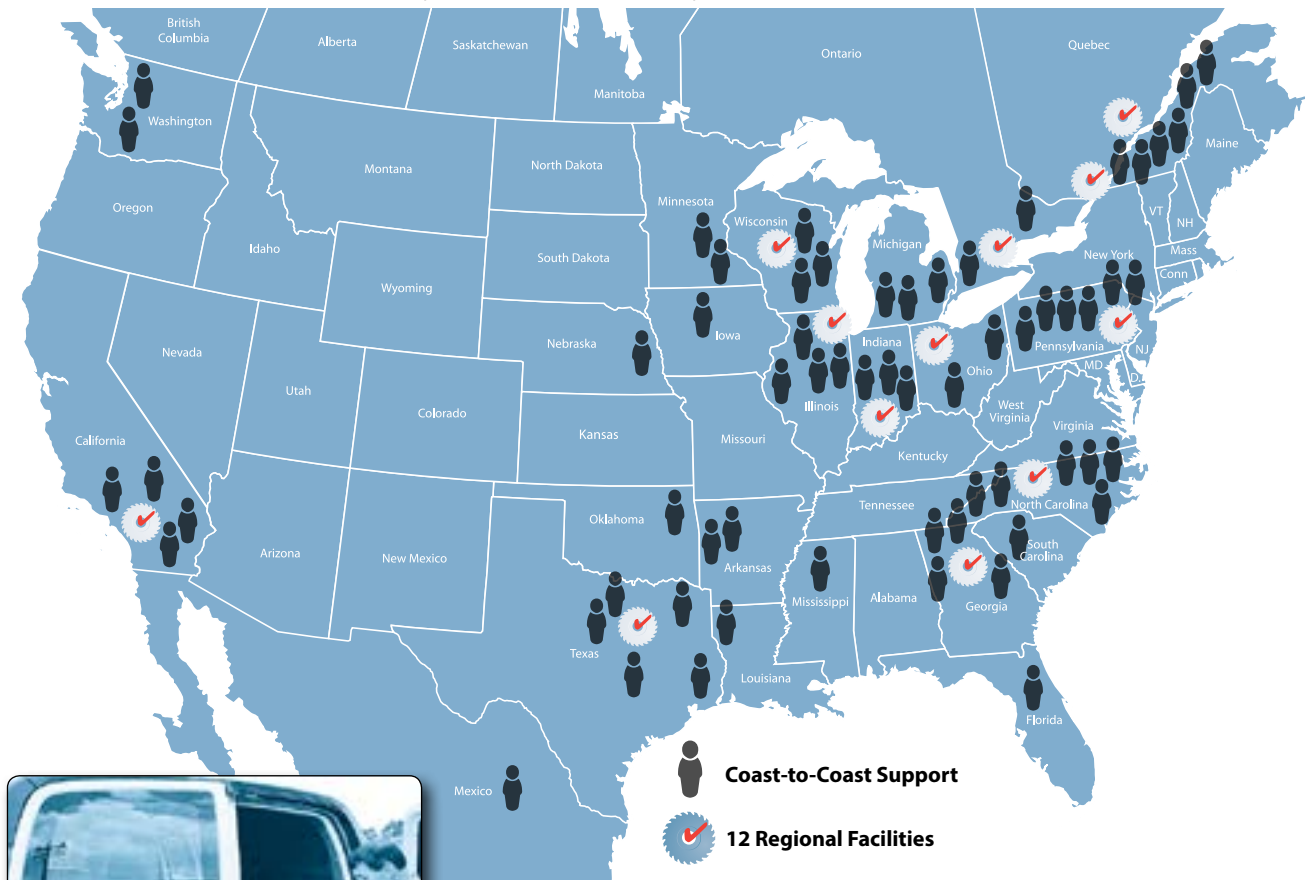 British
Columbia
Alberta
Saskatchewan
Manitoba
Ontario
Quebec
Washington
Maine
Montana
North Dakota
Minnesota
Oregon
Idaho
Wisconsin
Michigan
VT
NH
South Dakota
New York
Mass
Conn
Wyoming
Iowa
Nebraska
Nevada
Indiana
Pennsylvania
NJ
Ohio
MD
D.
Utah
Colorado
Illinois
West
Virginia
California
Kansas
Missouri
Virginia
Kentucky
Tennessee
North Carolina
Oklahoma
Arizona
New Mexico
Arkansas
South
Carolina
Mississippi
Alabama
Georgia
Texas
Louisiana
Florida
Mexico
Coast-to-Coast Support
12 Regional Facilities